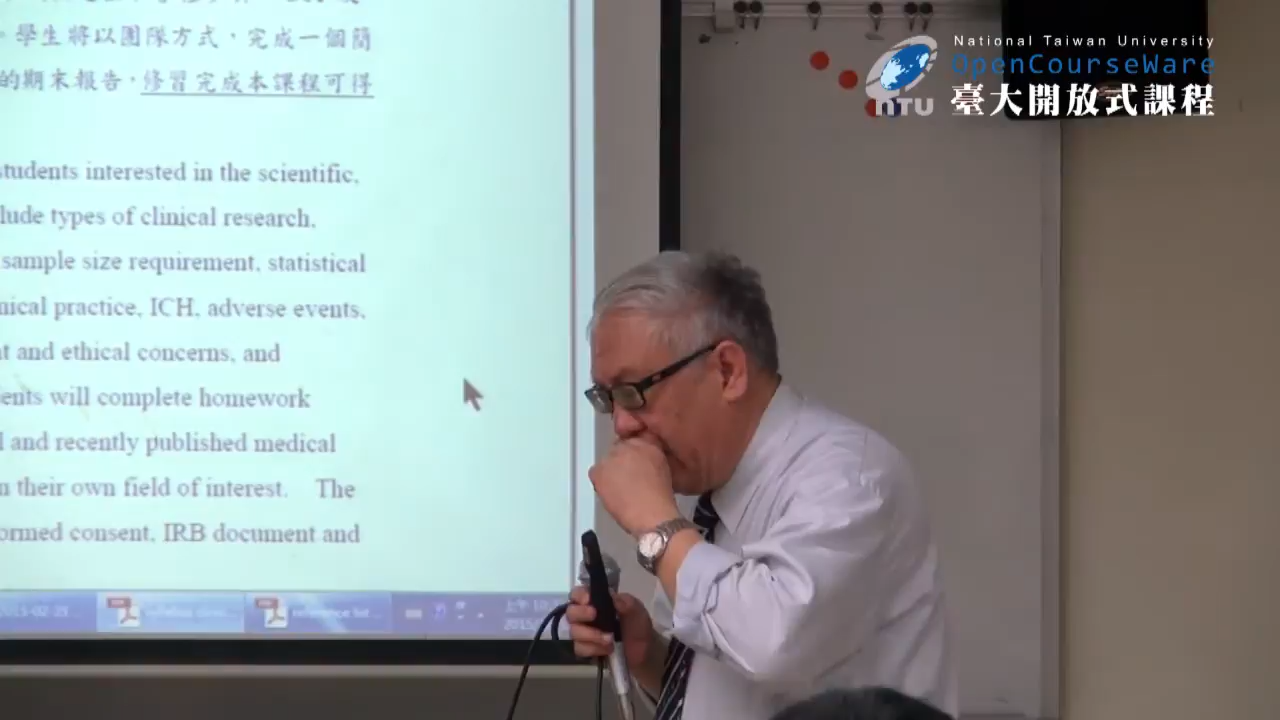 National Taiwan University
OpenCourseWare
NTU
臺大開放式課程
學生將以團隊方式，完成一個簡
的期末報告，修習完成本課程可得
students interested in the scientific,
lude types of clinical research,
sample size requirement, statistical
nical practice, ICH, adverse events,
t and ethical concerns, and
ents will complete homework
l and recently published medical
n their own field of interest. The
ormed consent, IRB document and